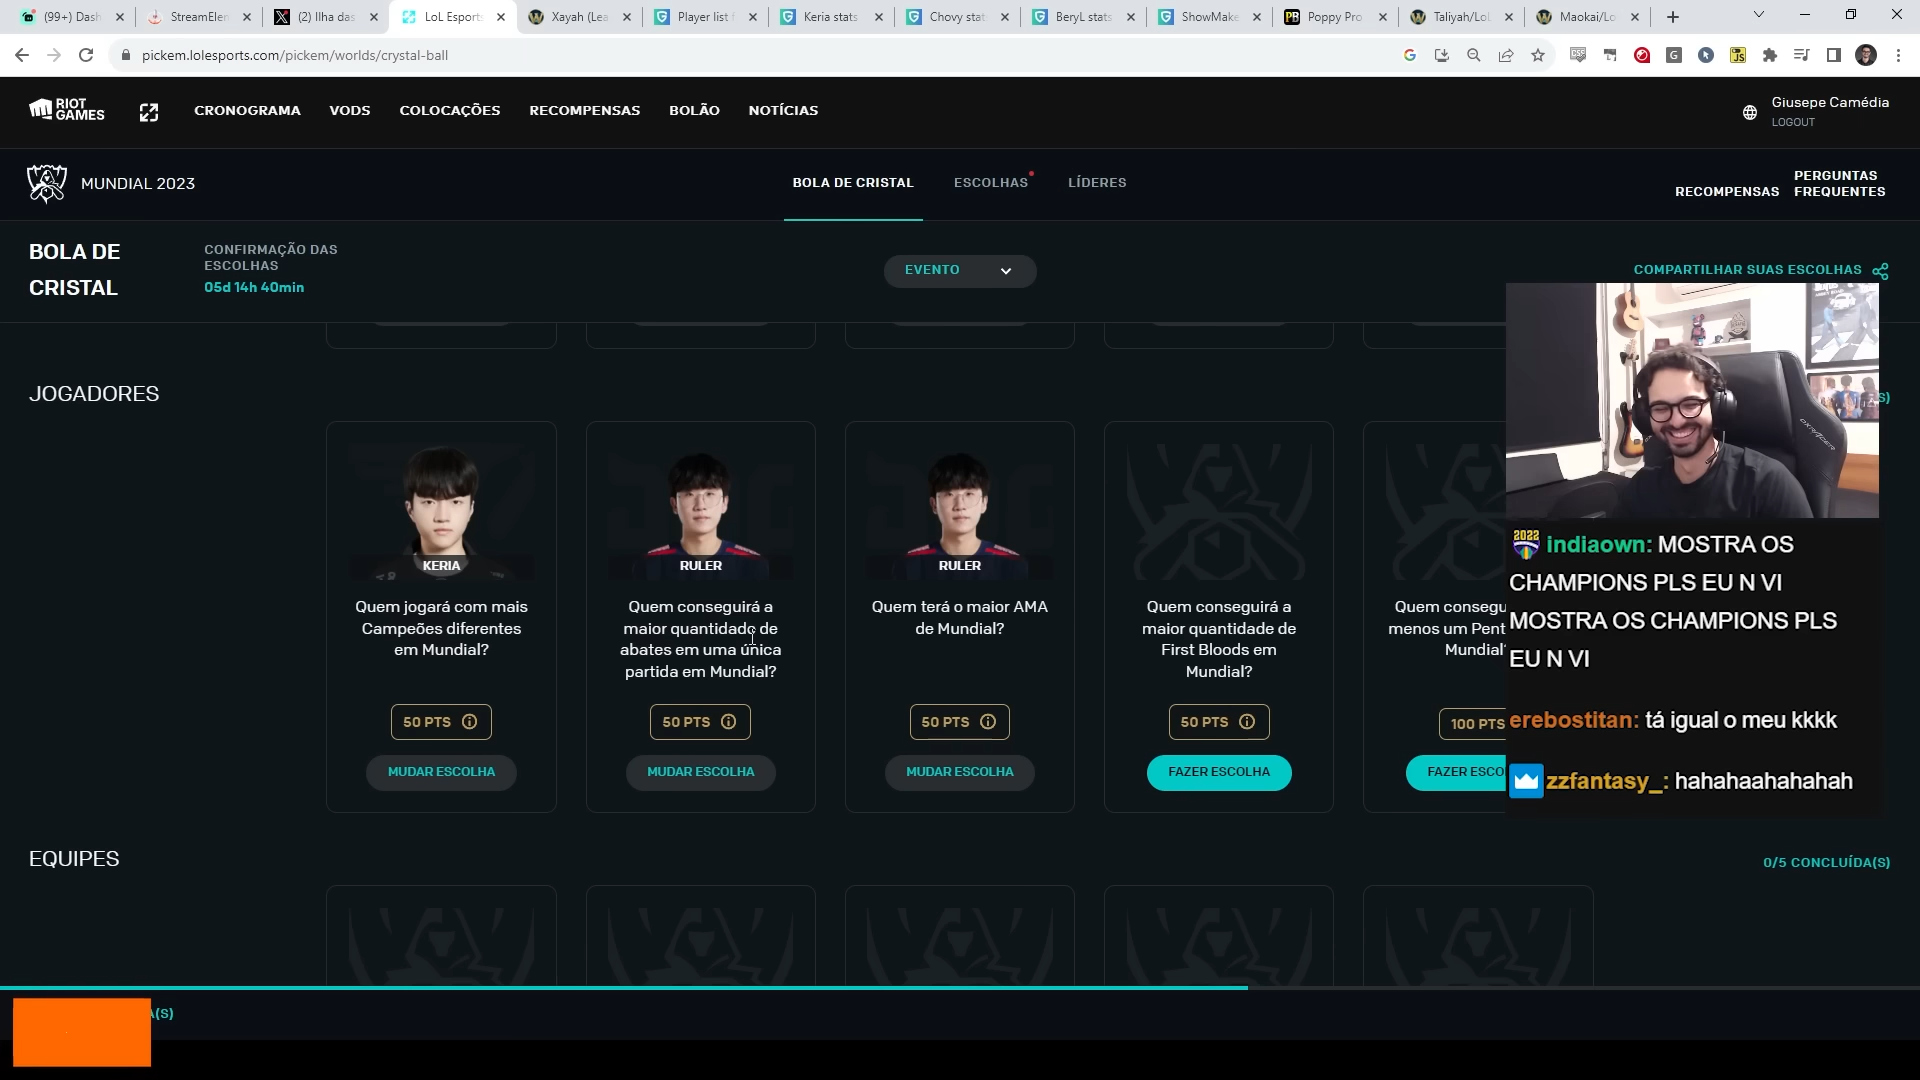 (99+) Dash
StreamElen
(2) Ilha das
LoL Esports
Xayah (Lea
Player list f
Keria stats
Chovy stat
BeryL stats
ShowMake
Poppy Pro
Taliyah/LoL
Maokai/Lo
pickem.lolesports.com/pickem/worlds/crystal-ball
RIOT GAMES
CRONOGRAMA
VODS
COLOCAÇÕES
RECOMPENSAS
BOLÃO
NOTÍCIAS
Giusepe Camédia
LOGOUT
MUNDIAL 2023
BOLA DE CRISTAL
ESCOLHAS
LÍDERES
RECOMPENSAS
PERGUNTAS
FREQUENTES
BOLA DE
CRISTAL
CONFIRMAÇÃO DAS
ESCOLHAS
05d 14h 40min
EVENTO
COMPARTILHAR SUAS ESCOLHAS
JOGADORES
S)
KERIA
Quem jogará com mais
Campeões diferentes
em Mundial?
50 PTS
MUDAR ESCOLHA
RULER
Quem conseguirá a
maior quantidade de
abates em uma única
partida em Mundial?
50 PTS
MUDAR ESCOLHA
RULER
Quem terá o maior AMA
de Mundial?
50 PTS
MUDAR ESCOLHA
Quem conseguirá a
maior quantidade de
First Bloods em
Mundial?
50 PTS
FAZER ESCOLHA
Quem consegu
menos um Pent
Mundial
100 PTS
FAZER ESCO
indiaown: MOSTRA OS
CHAMPIONS PLS EU N VI
MOSTRA OS CHAMPIONS PLS
EU N VI
erebostitan: tá igual o meu kkkk
zzfantasy_: hahahaahahahah
EQUIPES
0/5 CONCLUÍDA(S)
A(S)